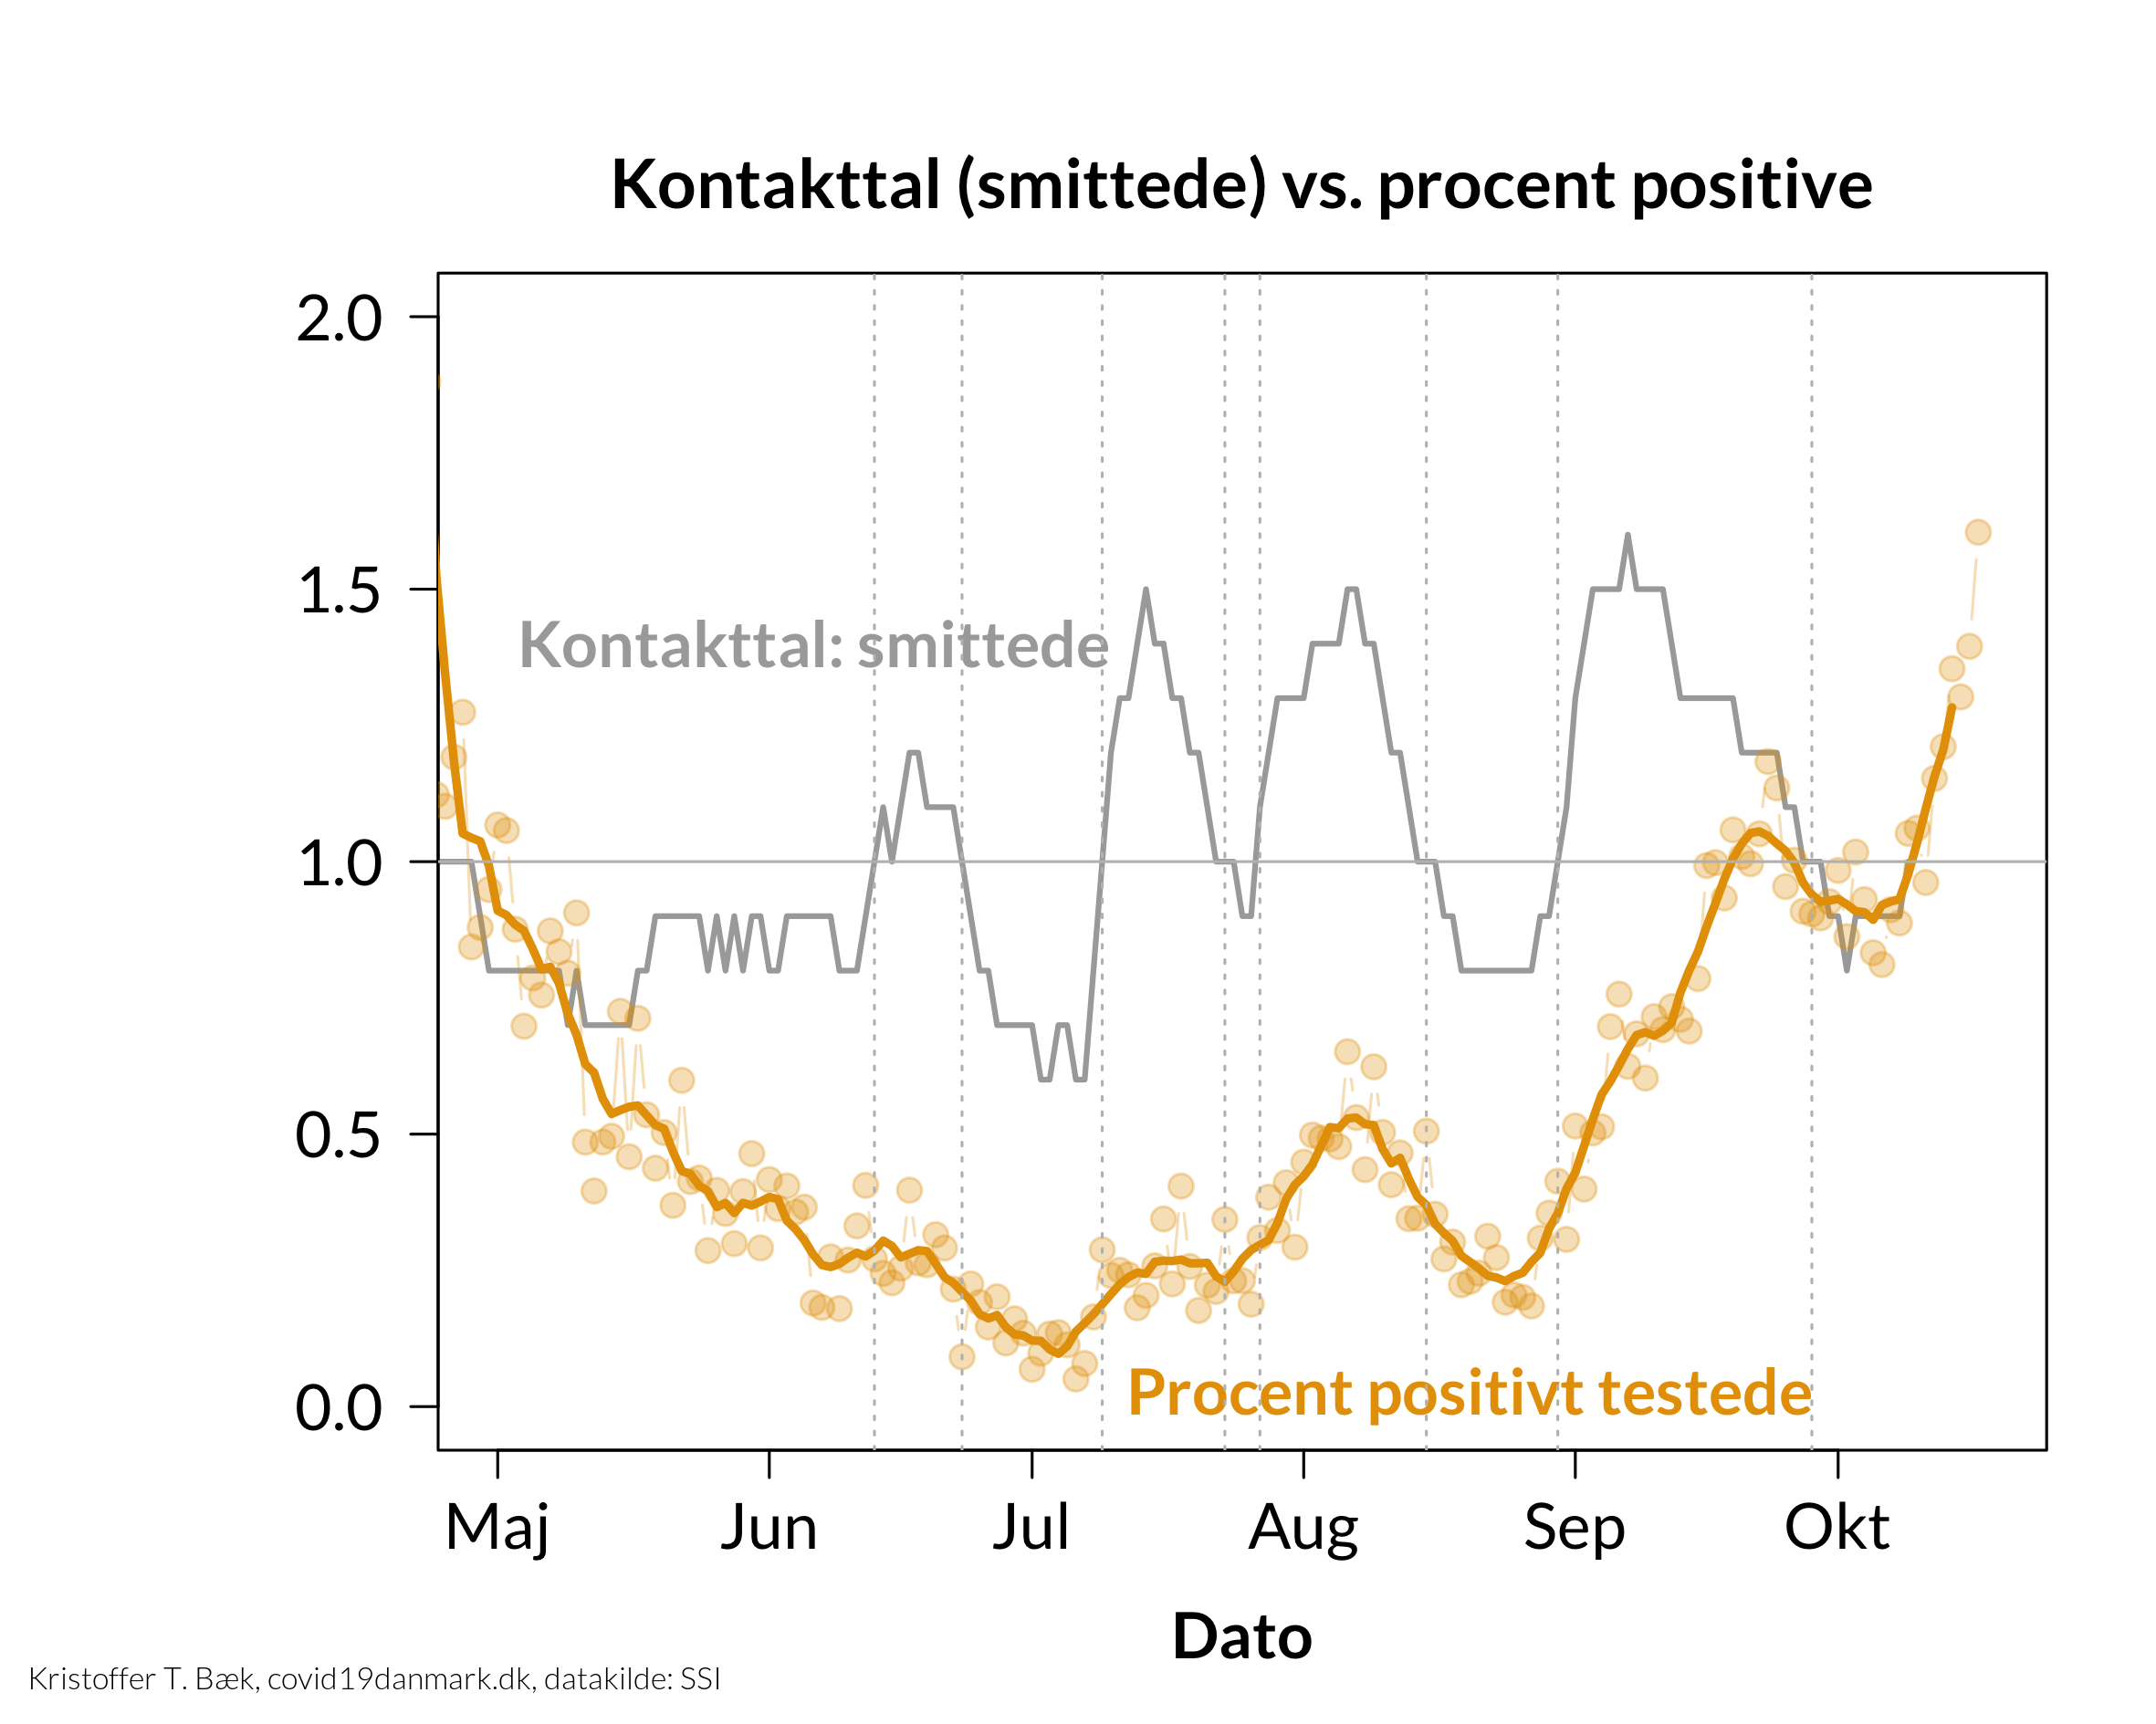 Kontakttal (smittede) vs. procent positive
2.0
1.5
Kontakttal: smittede
1.0
0.5
Procent positivt testede
0.0
Maj Jun Jul Aug Sep Okt
Dato
Kristoffer T. Bæk, covid19danmark.dk, datakilde: SSI